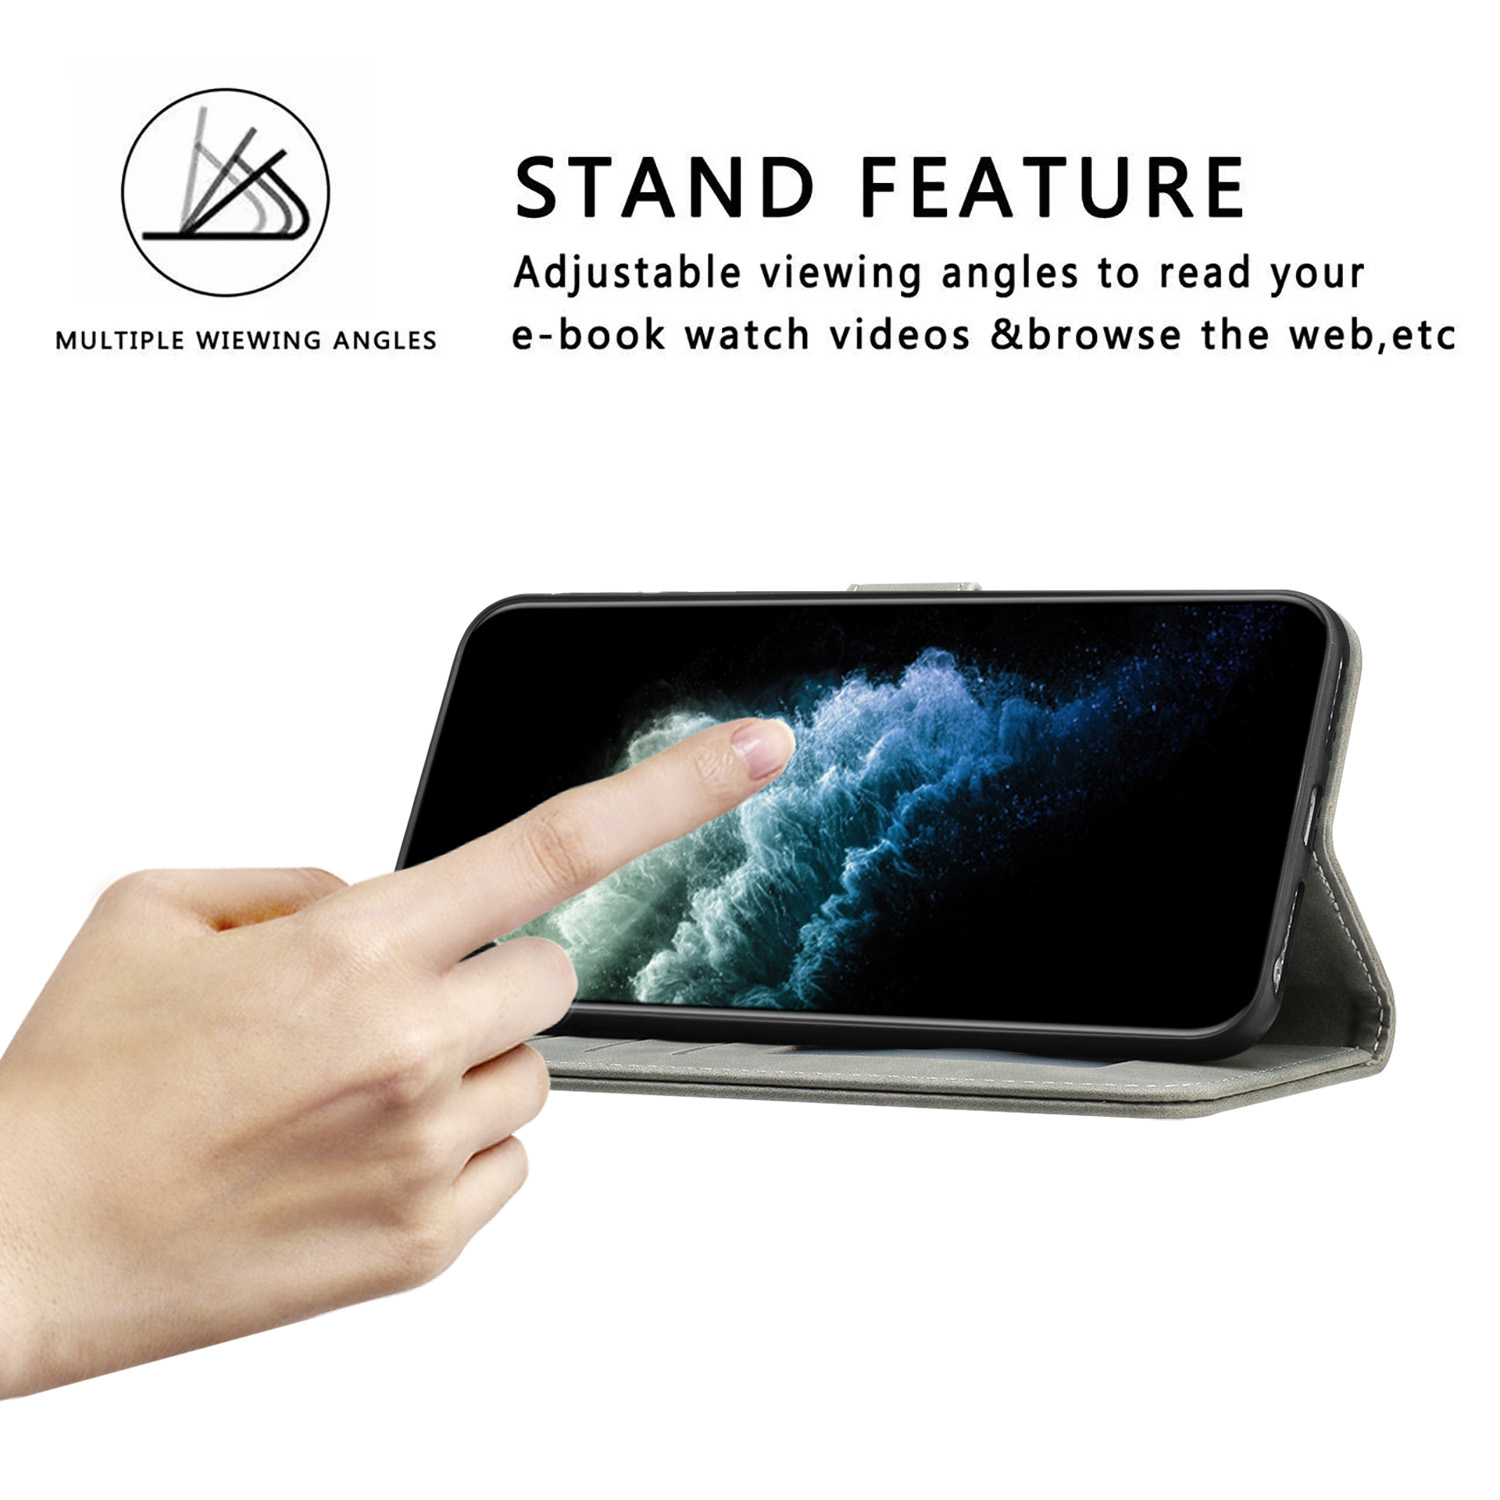 STAND FEATURE
Adjustable viewing angles to read your
e-book watch videos &browse the web,etc
MULTIPLE WIEWING ANGLES